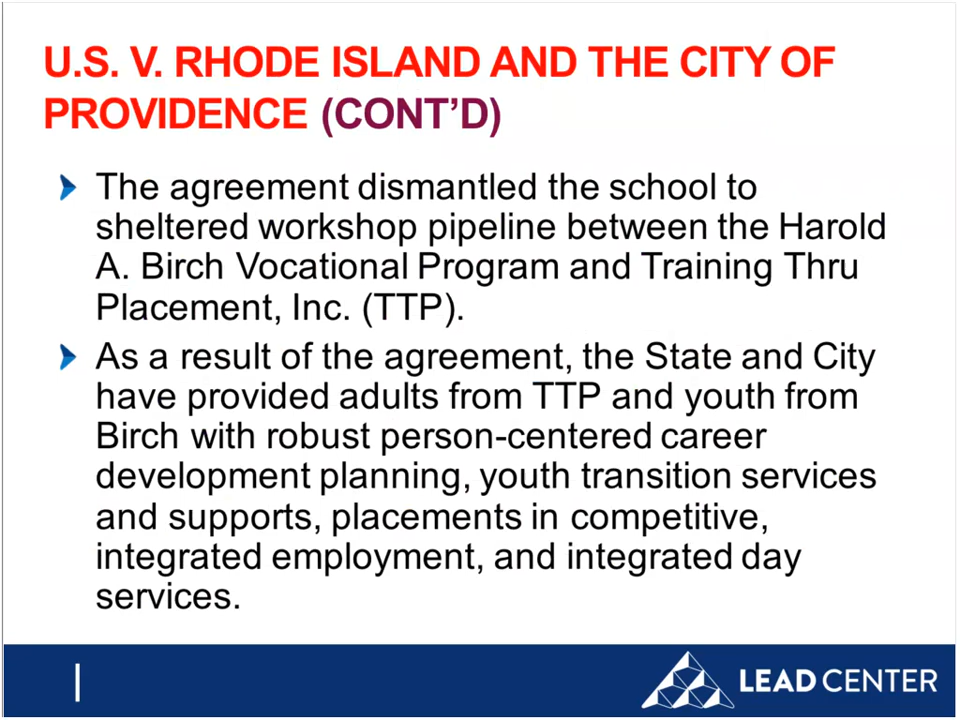 U.S. V. RHODE ISLAND AND THE CITY OF
PROVIDENCE (CONT’D)
The agreement dismantled the school to
sheltered workshop pipeline between the Harold
A. Birch Vocational Program and Training Thru
Placement, Inc. (TTP).
As a result of the agreement, the State and City
have provided adults from TTP and youth from
Birch with robust person-centered career
development planning, youth transition services
and supports, placements in competitive,
integrated employment, and integrated day
services.
LEAD CENTER